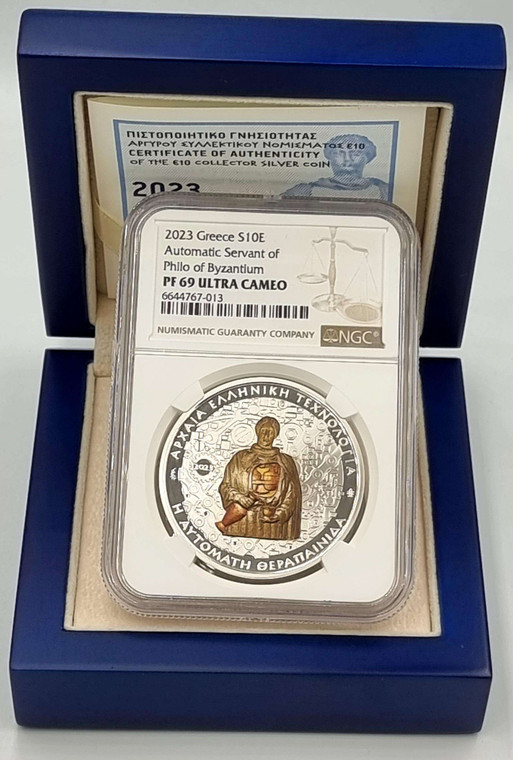 ΠΙΣΤΟΠΟΙΗΤΙΚΟ ΓΝΗΣΙΟΤΗΤΑΣ
ΑΡΓΥΡΟΥ ΣΥΛΛΕΚΤΙΚΟΥ ΝΟΜΙΣΜΑΤΟΣ €10
CERTIFICATE OF AUTHENTICITY
OF THE €10 COLLECTOR SILVER COIN
2023
2023 Greece S10E
Automatic Servant of
Philo of Byzantium
PF 69 ULTRA CAMEO
6644767-013
NUMISMATIC GUARANTY COMPANY
NGC®
ΑΡΧΑΙΑ ΕΛΛΗΝΙΚΗ ΤΕΧΝΟΛΟΓΙΑ
Η ΑΥΤΟΜΑΤΗ ΘΕΡΑΠΑΙΝΙΔΑ